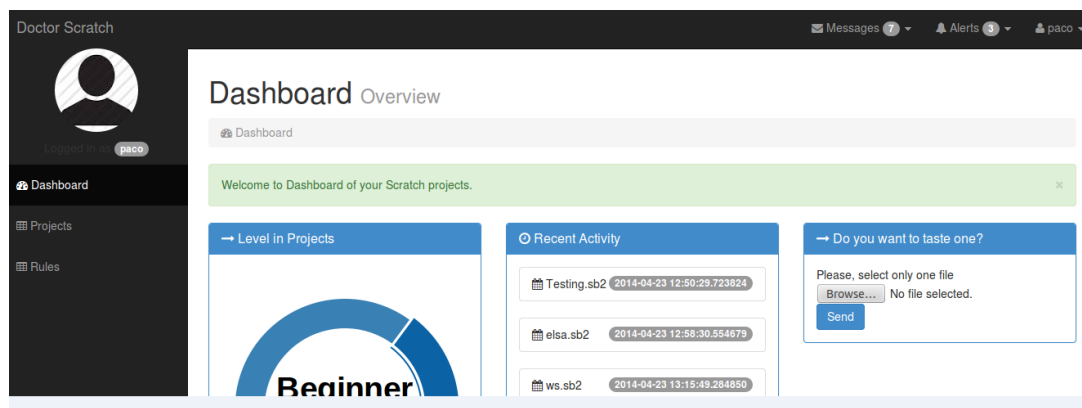 Doctor Scratch
Messages 7
Alerts 3
paco
Logged in as paco
Dashboard
Projects
Rules
Dashboard Overview
Dashboard
Welcome to Dashboard of your Scratch projects.
×
Level in Projects
Beginner
Recent Activity
Testing.sb2 2014-04-23 12:50:29.723824
elsa.sb2 2014-04-23 12:58:30.554679
ws.sb2 2014-04-23 13:15:49.284850
Do you want to taste one?
Please, select only one file
Browse... No file selected.
Send